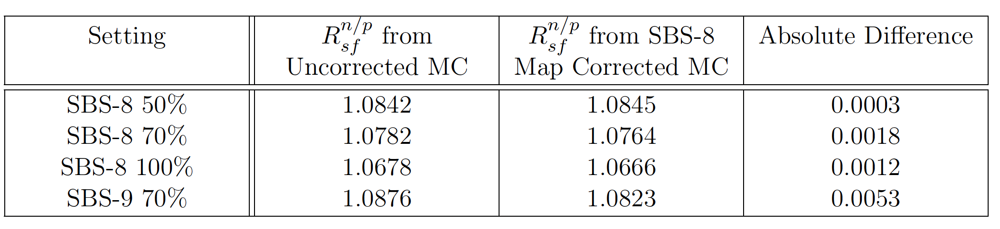 Setting R_{sf}^{n/p} from R_{sf}^{n/p} from SBS-8 Absolute Difference
Uncorrected MC Map Corrected MC
SBS-8 50% 1.0842 1.0845 0.0003
SBS-8 70% 1.0782 1.0764 0.0018
SBS-8 100% 1.0678 1.0666 0.0012
SBS-9 70% 1.0876 1.0823 0.0053